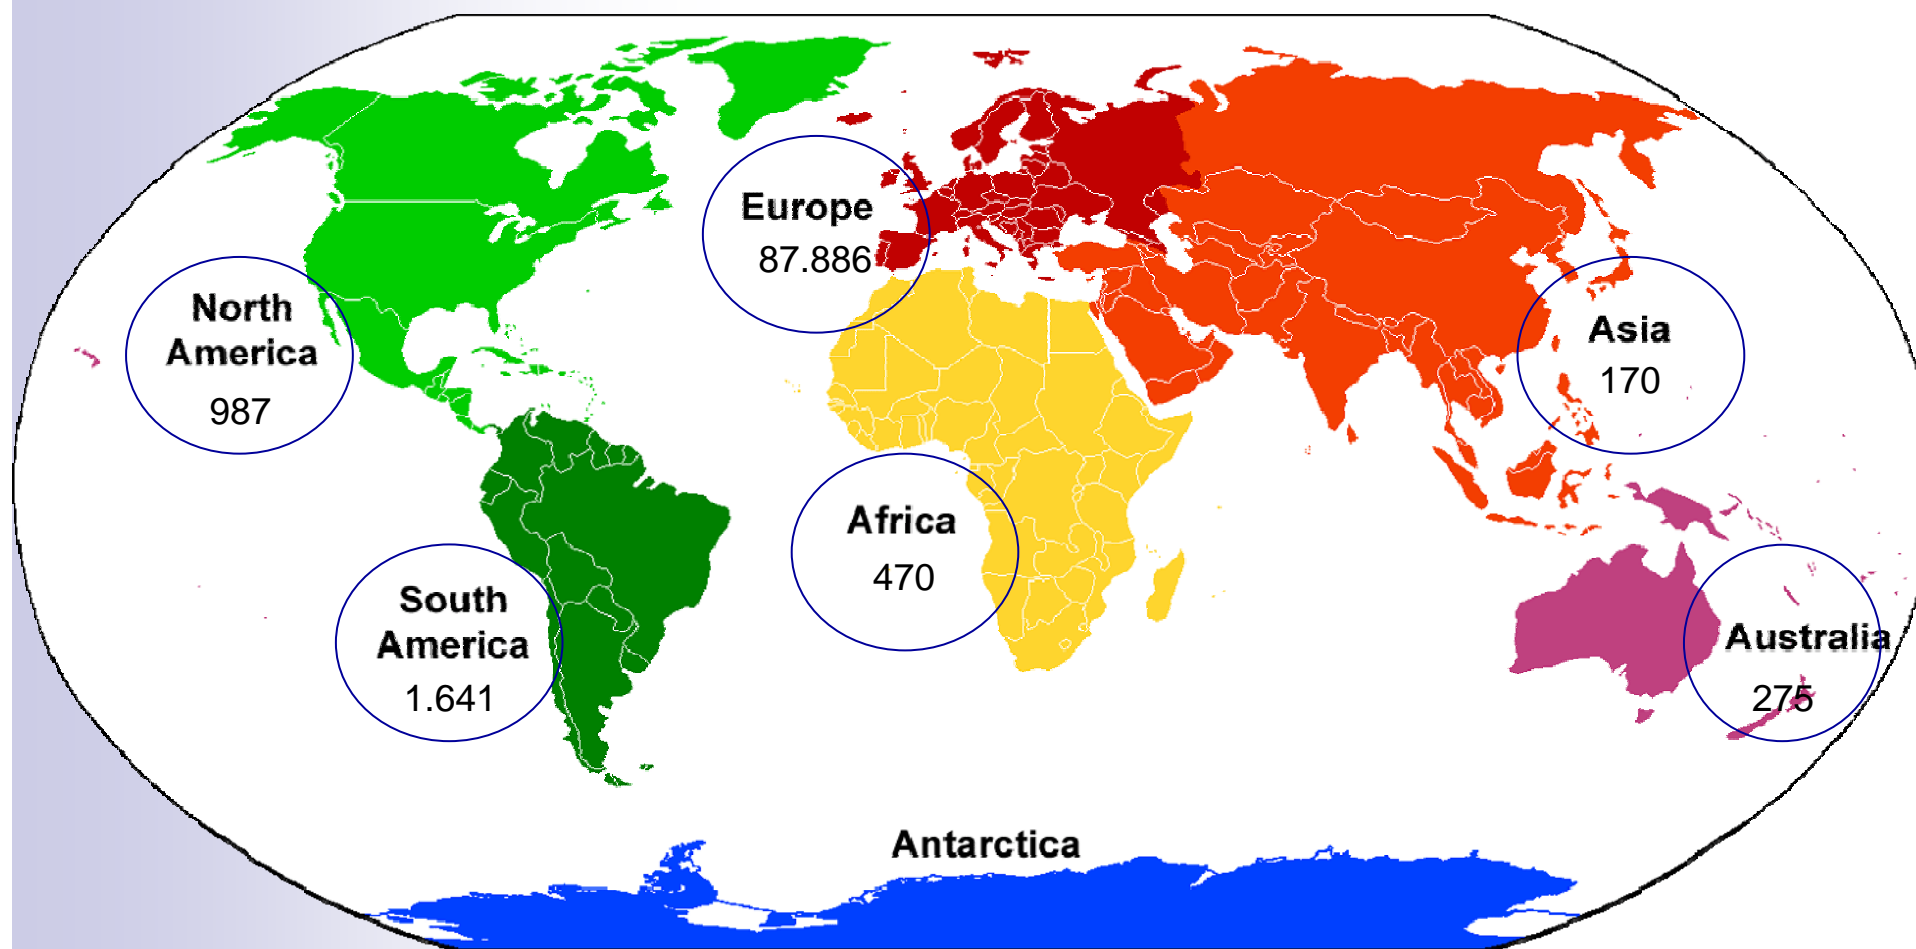 Europe
87.886
North
America
987
Asia
170
Africa
470
South
America
1.641
Australia
275
Antarctica